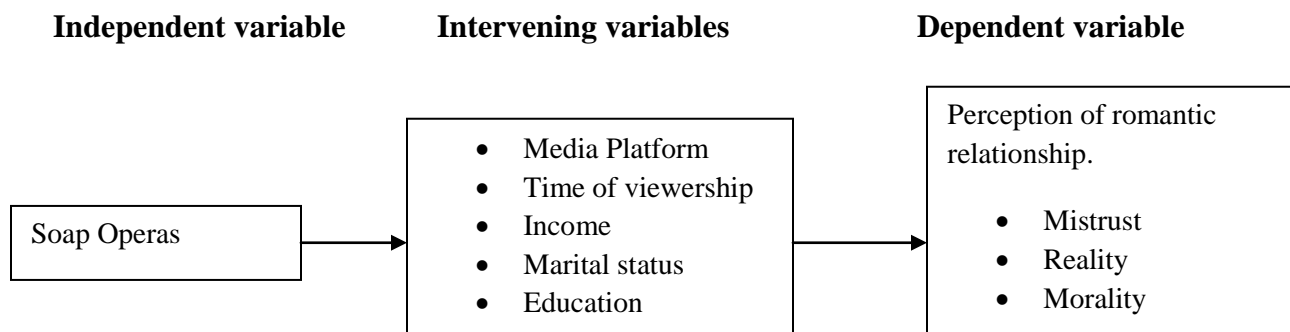 Independent variable Intervening variables Dependent variable
Soap Operas
• Media Platform
• Time of viewership
• Income
• Marital status
• Education
Perception of romantic
relationship.
• Mistrust
• Reality
• Morality